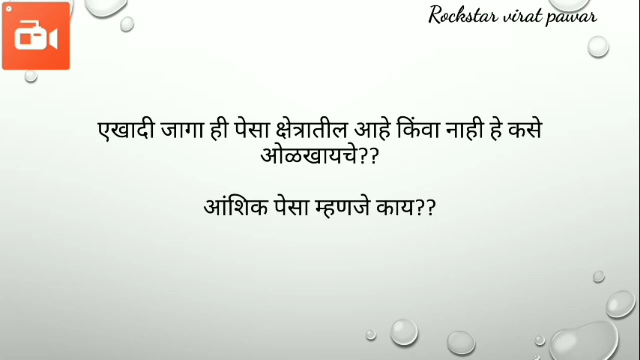 Rockstar virat pawar
एखादी जागा ही पेसा क्षेत्रातील आहे किंवा नाही हे कसे
ओळखायचे??
आंशिक पेसा म्हणजे काय??